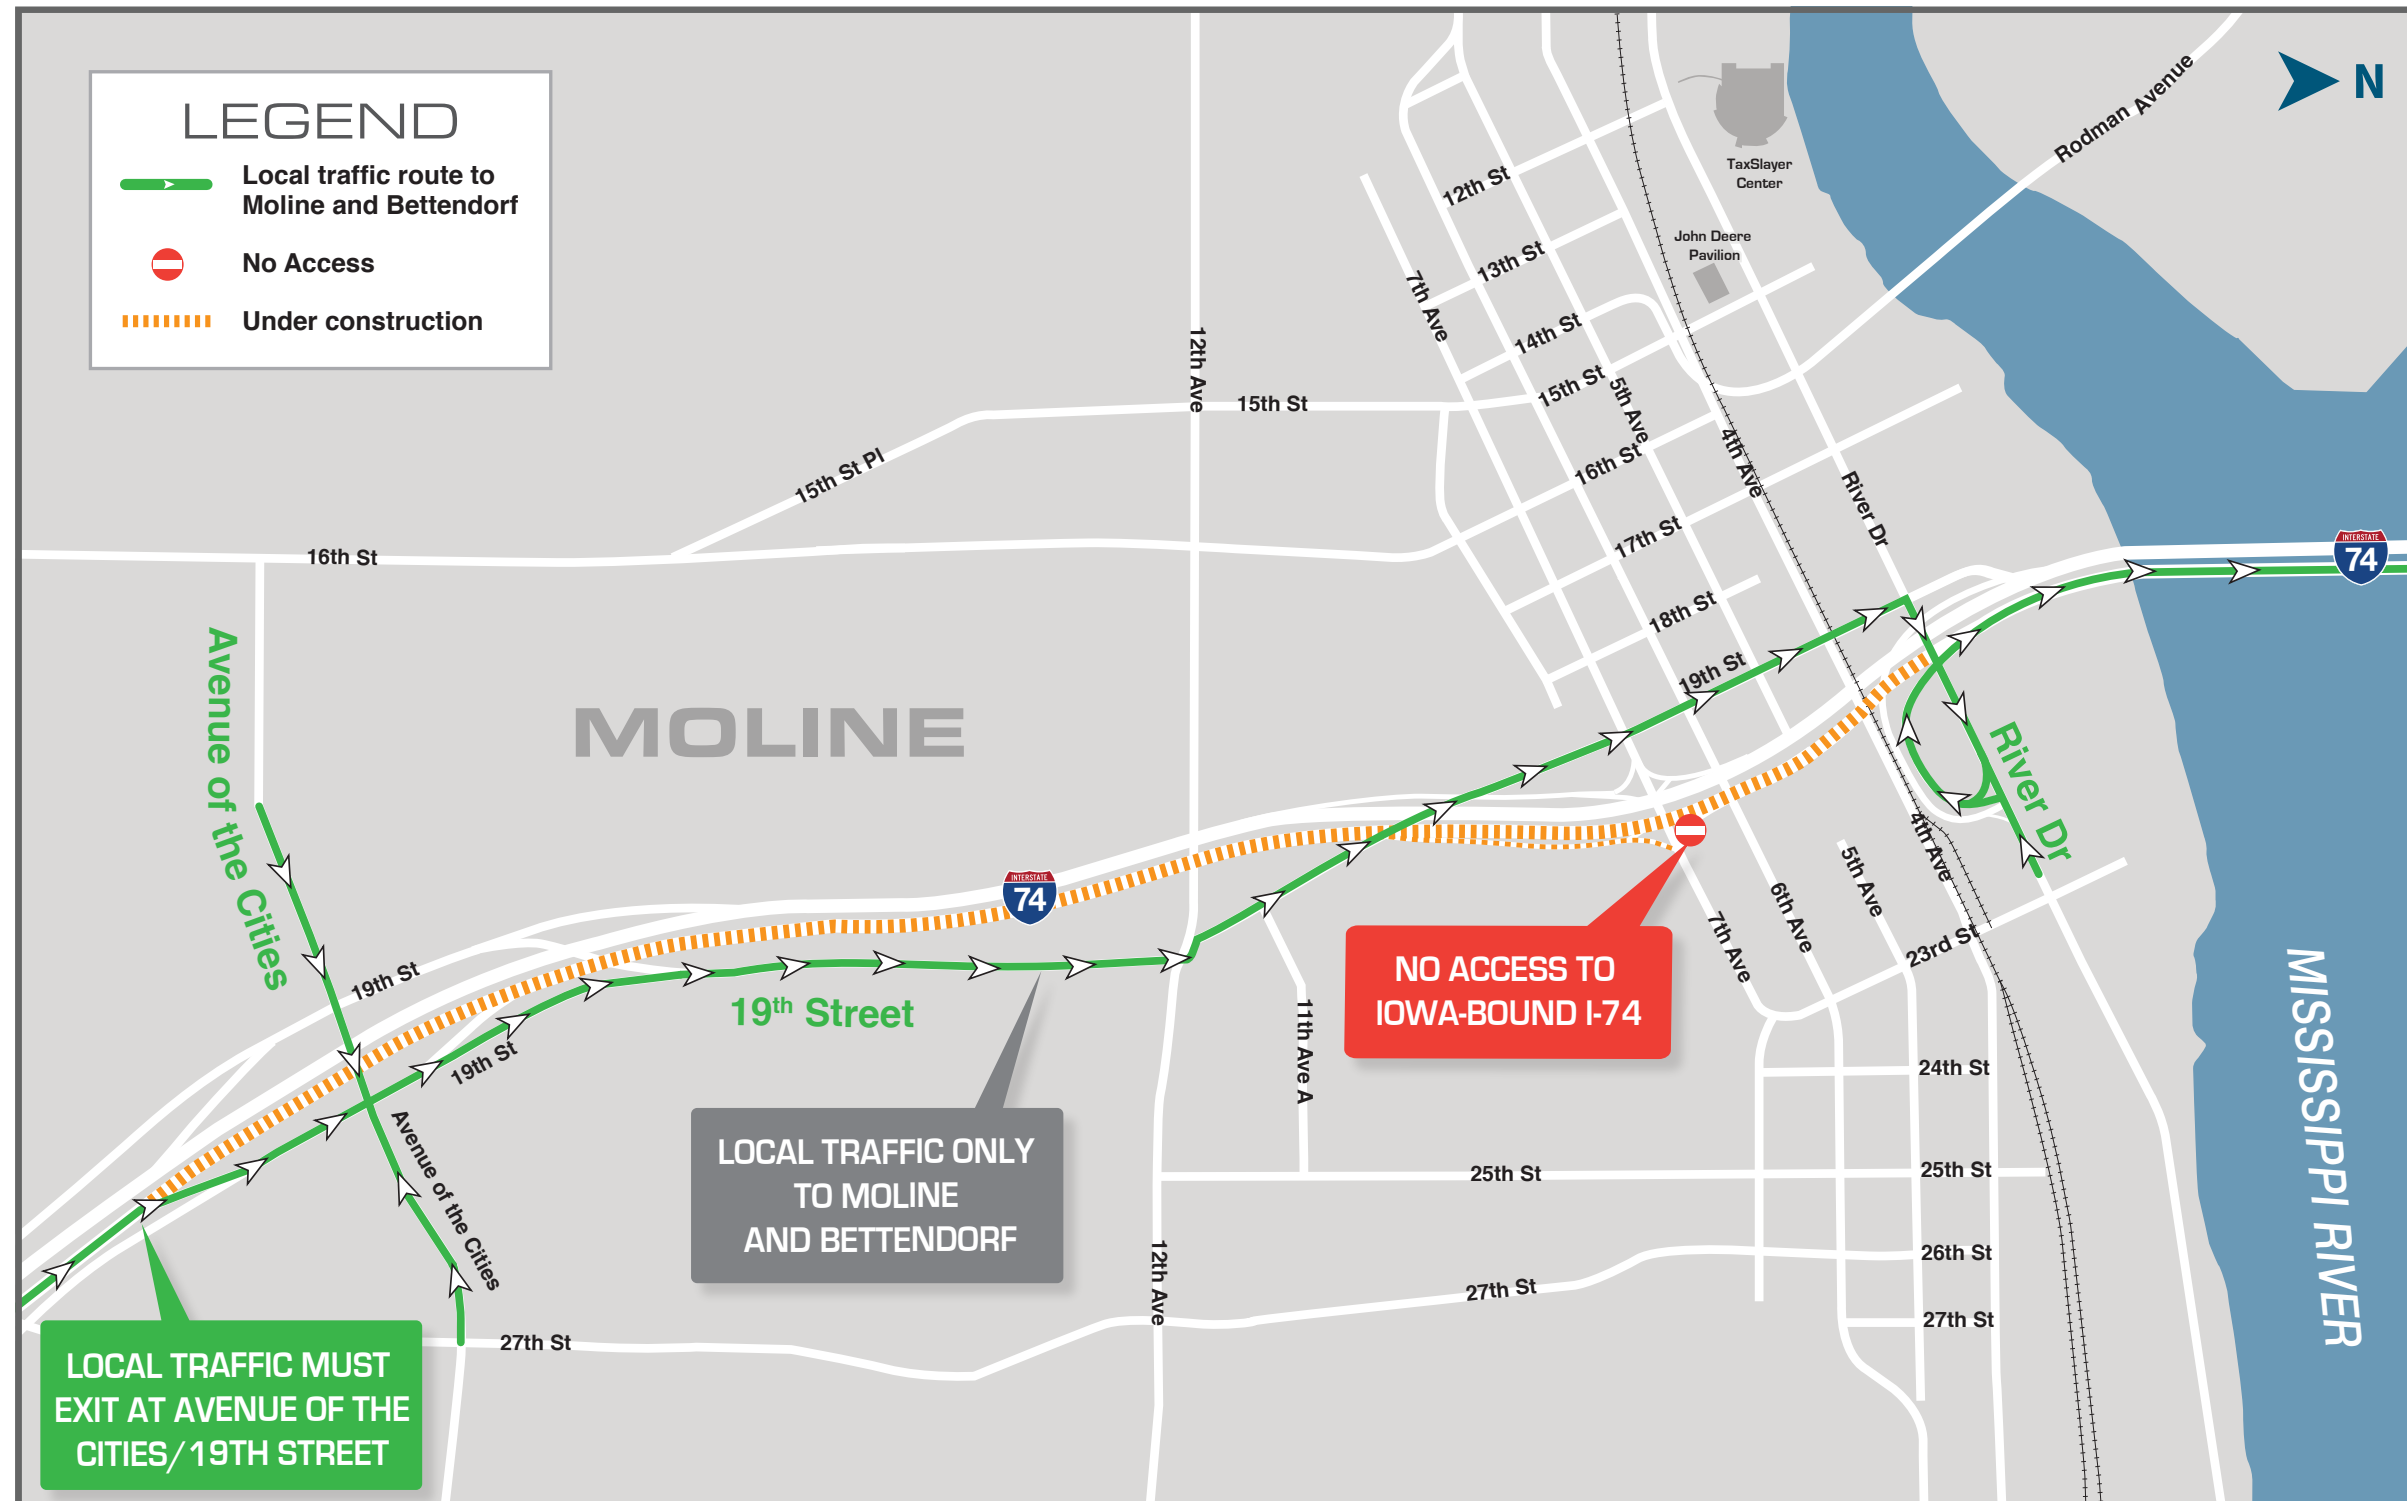 LEGEND
Local traffic route to
Moline and Bettendorf
No Access
Under construction
N
Rodman Avenue
TaxSlayer
Center
John Deere
Pavilion
12th St
13th St
14th St
15th St
16th St
17th St
18th St
19th St
7th Ave
5th Ave
4th Ave
River Dr
12th Ave
15th St
15th St Pl
16th St
INTERSTATE
74
Avenue of the Cities
MOLINE
River Dr
4th Ave
5th Ave
6th Ave
7th Ave
23rd St
INTERSTATE
74
19th St
19th Street
19th St
Avenue of the Cities
NO ACCESS TO
IOWA-BOUND I-74
11th Ave A
24th St
LOCAL TRAFFIC ONLY
TO MOLINE
AND BETTENDORF
25th St
25th St
26th St
12th Ave
27th St
27th St
27th St
MISSISSIPPI RIVER
LOCAL TRAFFIC MUST
EXIT AT AVENUE OF THE
CITIES/19TH STREET